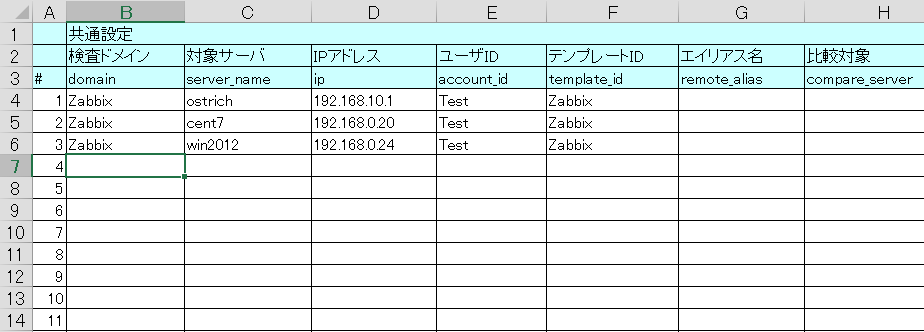 A B C D E F G H
1 共通設定
2 検査ドメイン 対象サーバ IPアドレス ユーザID テンプレートID エイリアス名 比較対象
3 # domain server_name ip account_id template_id remote_alias compare_server
4 1 Zabbix ostrich 192.168.10.1 Test Zabbix
5 2 Zabbix cent7 192.168.0.20 Test Zabbix
6 3 Zabbix win2012 192.168.0.24 Test Zabbix
7 4
8 5
9 6
10 7
11 8
12 9
13 10
14 11